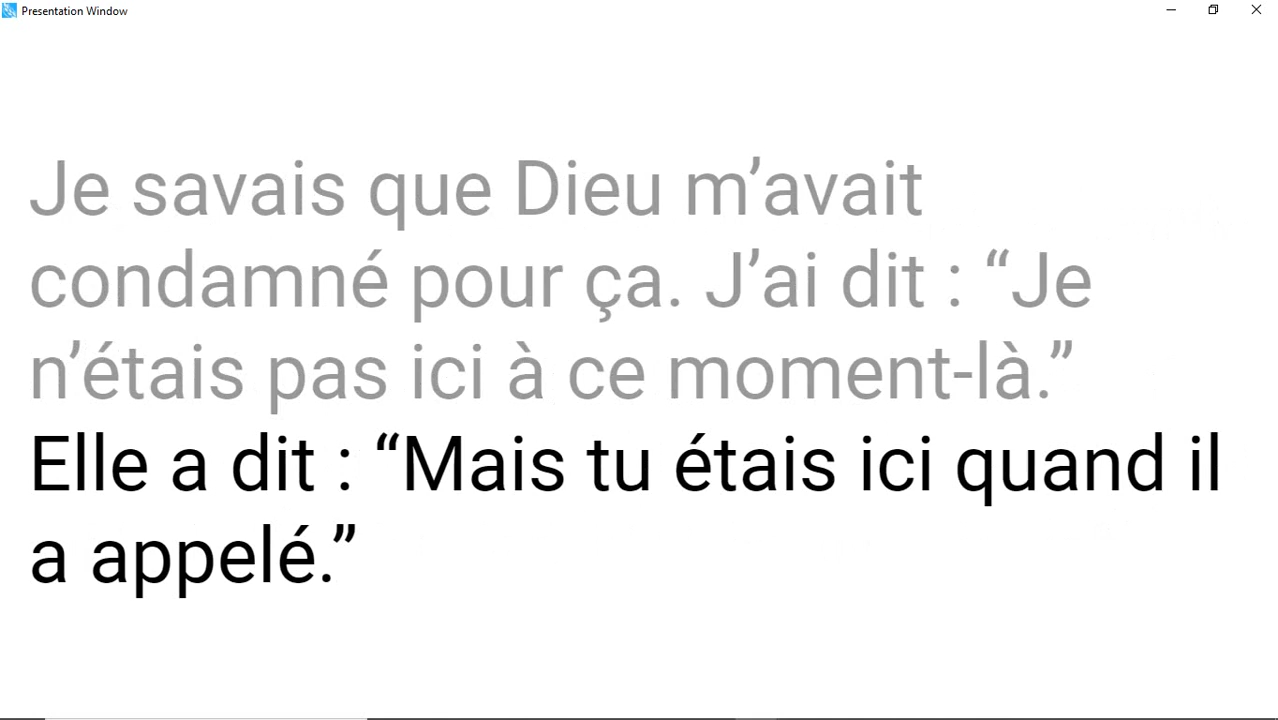 Presentation Window
Je savais que Dieu m’avait
condamné pour ça. J’ai dit : “Je
n’étais pas ici à ce moment-là.”
Elle a dit : “Mais tu étais ici quand il
a appelé.”